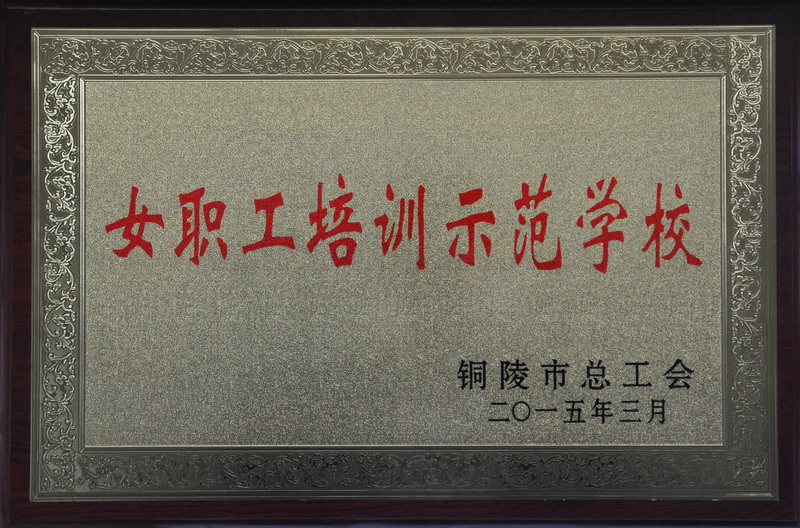 女职工培训示范学校
铜陵市总工会
二〇一五年三月